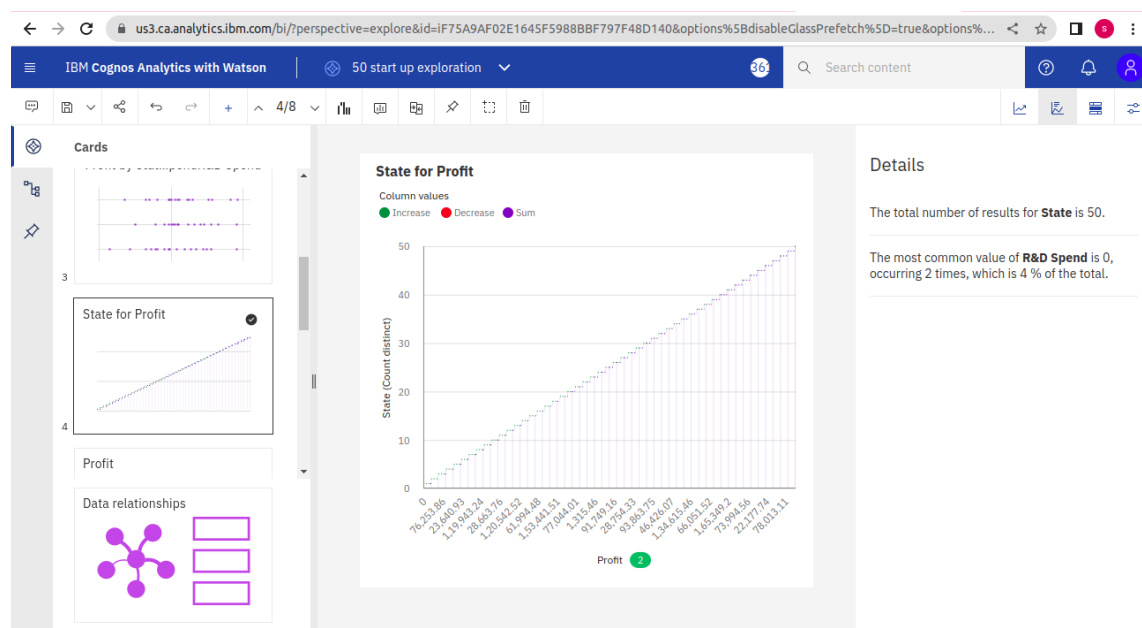 us3.ca.analytics.ibm.com/bi/?perspective=explore&id=iF75A9AF02E1645F5988BBF797F48D140&options%5BdisableGlassPrefetch%5D=true&options%...
S
IBM Cognos Analytics with Watson
50 start up exploration
Search content
4/8
Cards
3
State for Profit
4
Profit
Data relationships
State for Profit
Column values
Increase Decrease Sum
State (Count distinct)
50
40
30
20
10
0
0
76,253.86
23,640.93
1,19,943.24
28,663.76
1,20,542.52
61,994.48
1,53,441.51
77,044.01
1,315.46
91,749.16
28,754.33
93,863.75
46,426.07
1,34,615.46
66,051.52
1,65,349.2
73,994.56
22,177.74
78,013.11
Profit 2
Details
The total number of results for State is 50.
The most common value of R&D Spend is 0,
occurring 2 times, which is 4 % of the total.